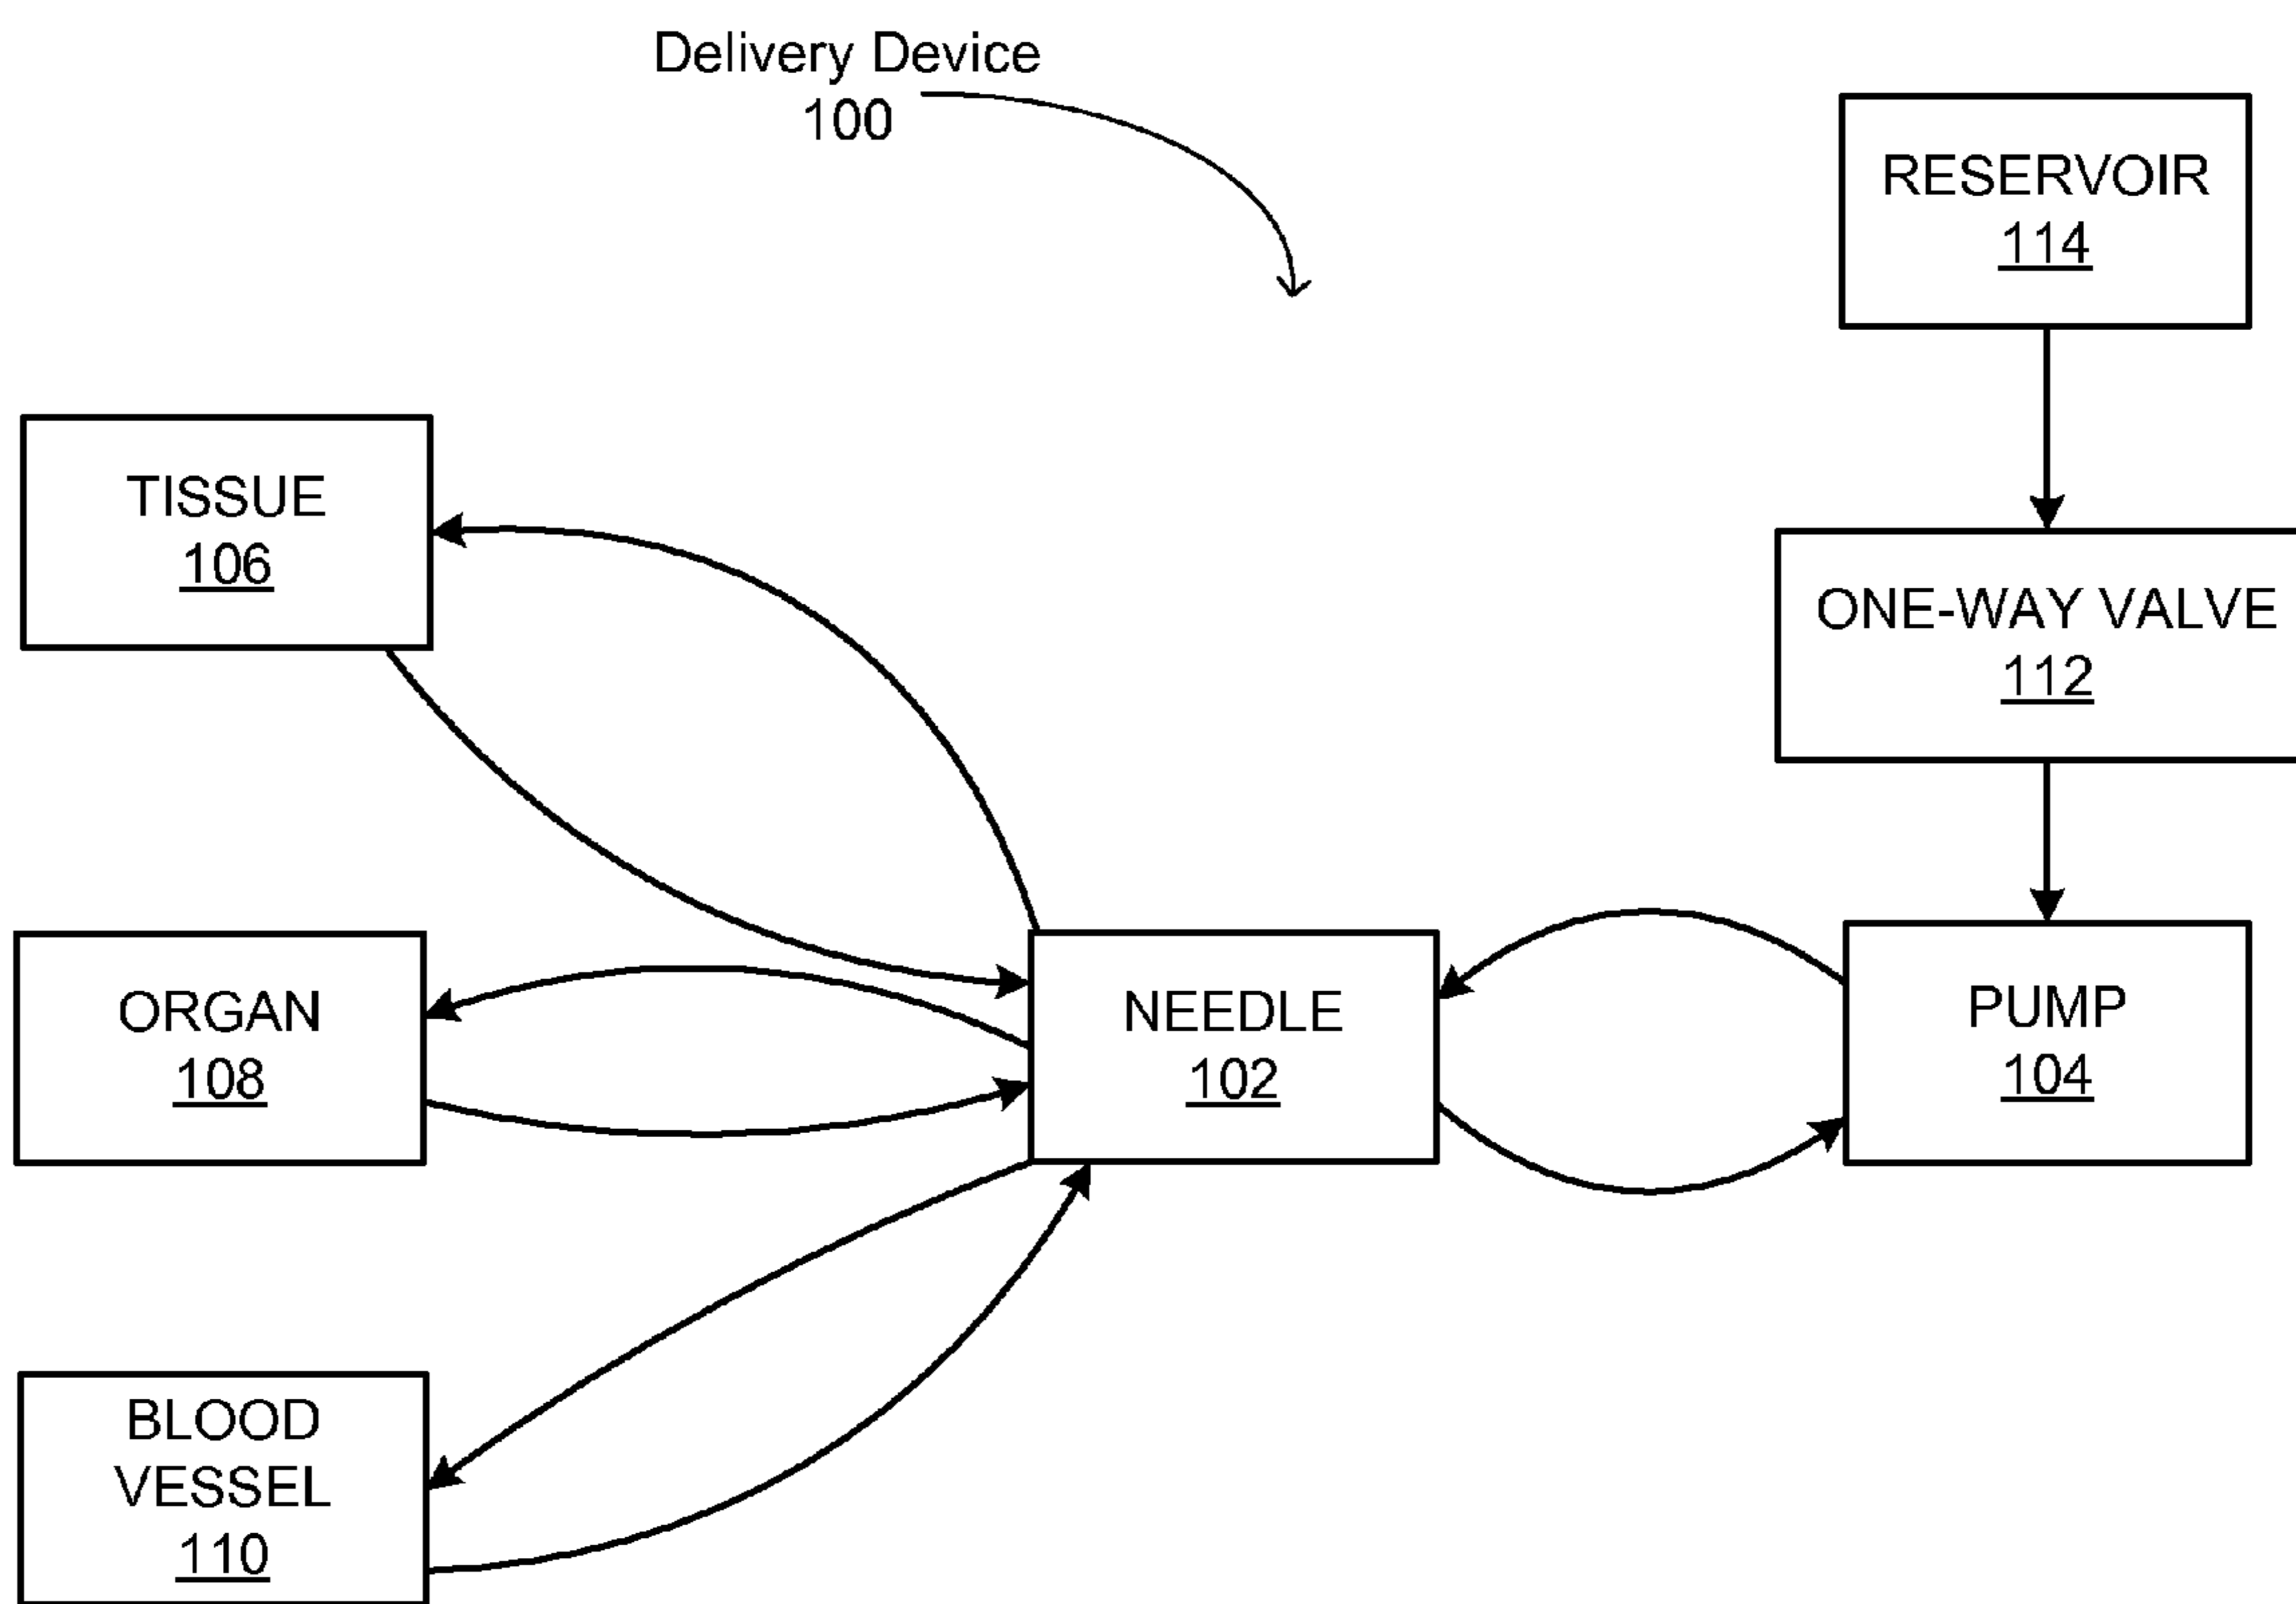 Delivery Device
100
RESERVOIR
114
TISSUE
106
ONE-WAY VALVE
112
ORGAN
108
NEEDLE
102
PUMP
104
BLOOD
VESSEL
110